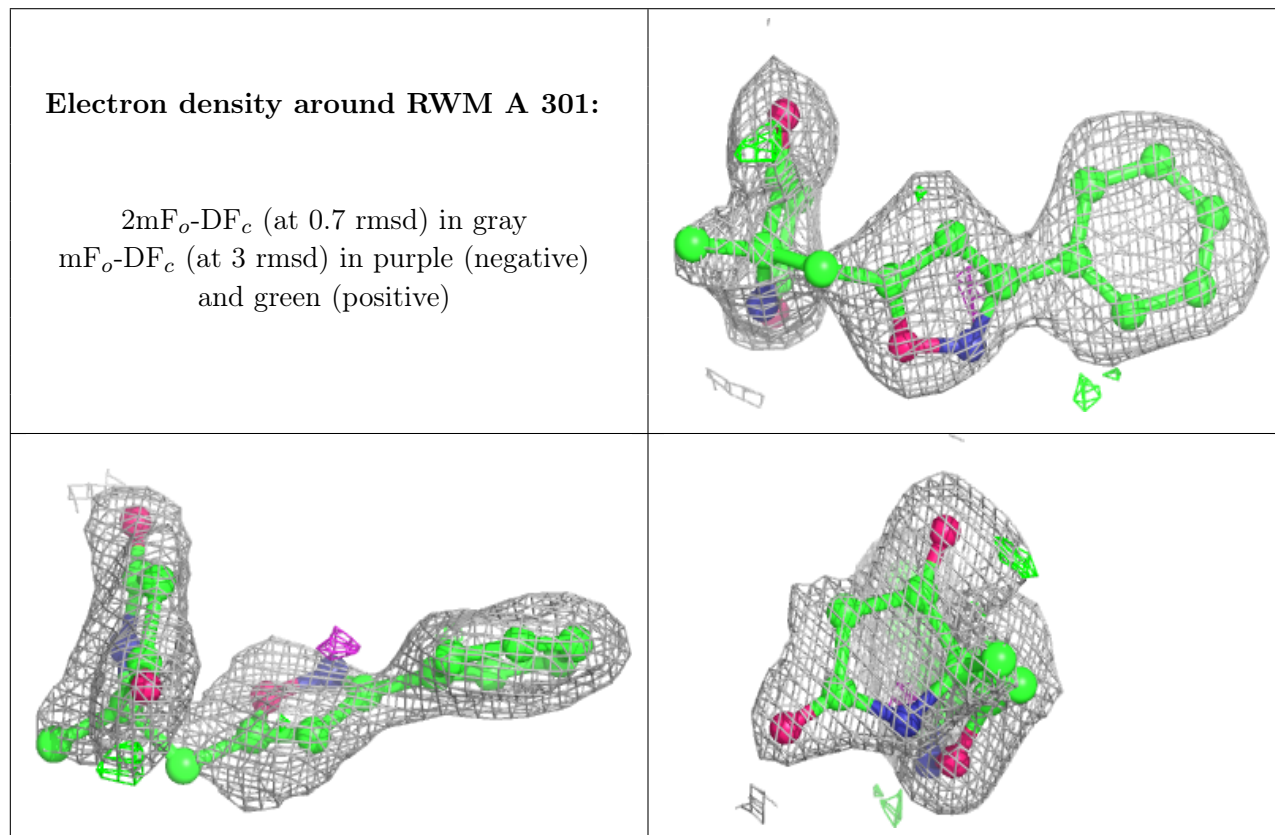 Electron density around RWM A 301:
2mFo-DFc (at 0.7 rmsd) in gray
mFo-DFc (at 3 rmsd) in purple (negative)
and green (positive)